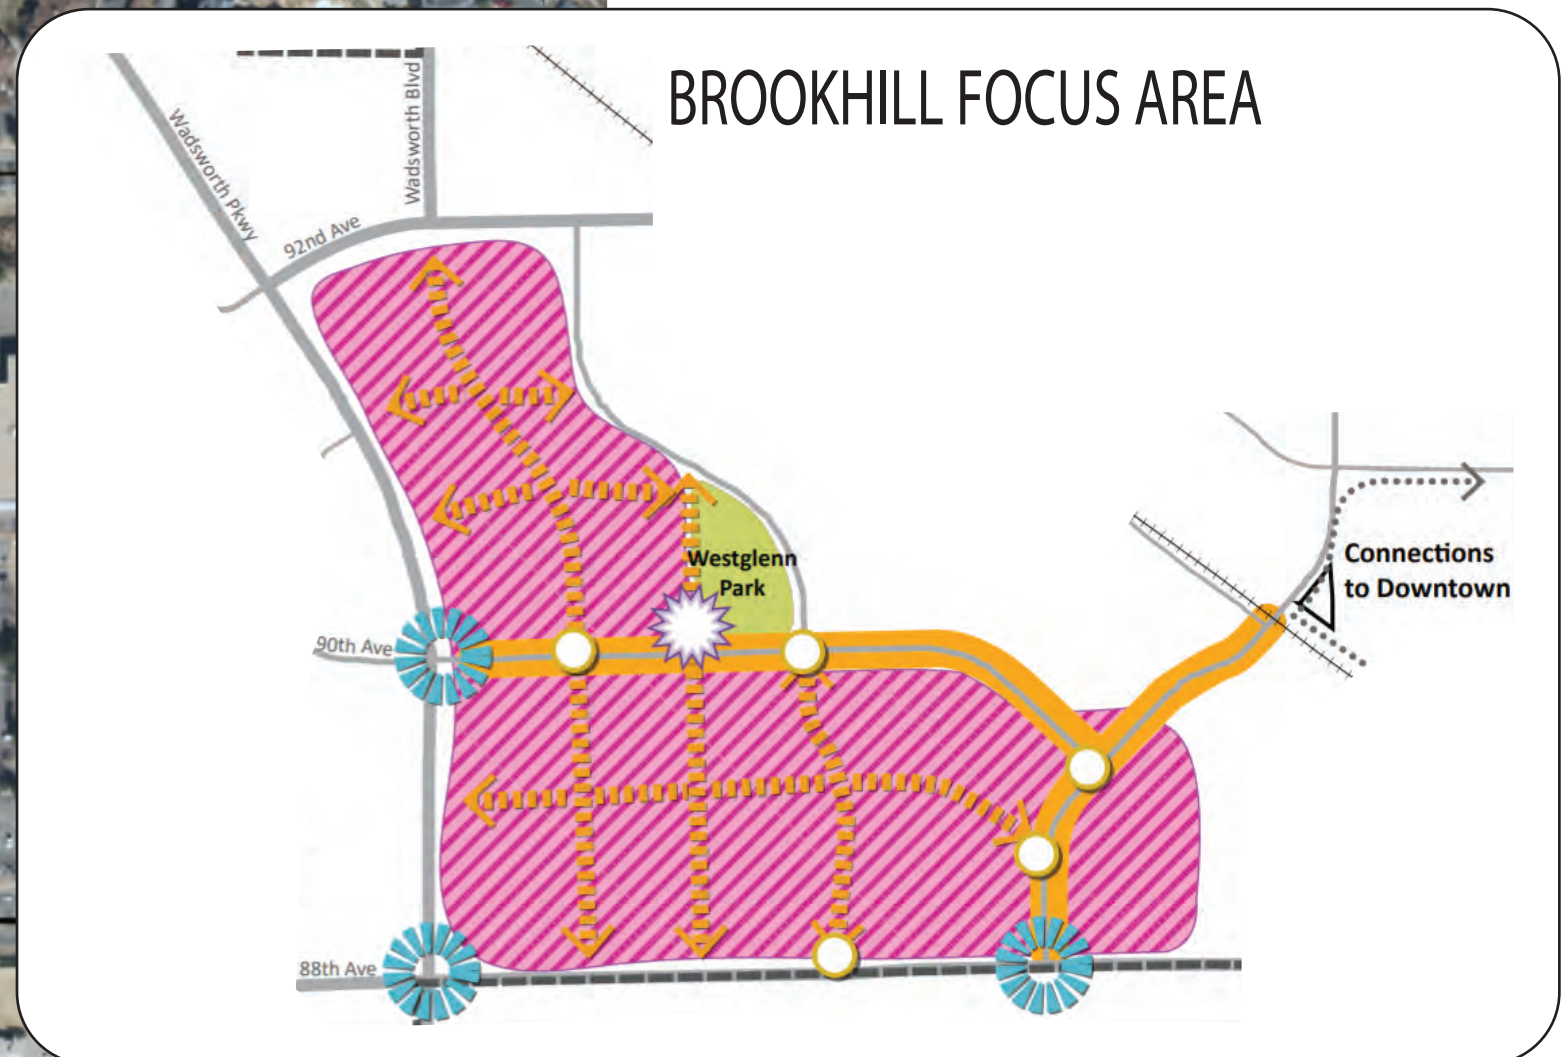 BROOKHILL FOCUS AREA
Wadsworth Pkwy
Wadsworth Blvd
92nd Ave
Westglenn
Park
Connections
to Downtown
90th Ave
88th Ave